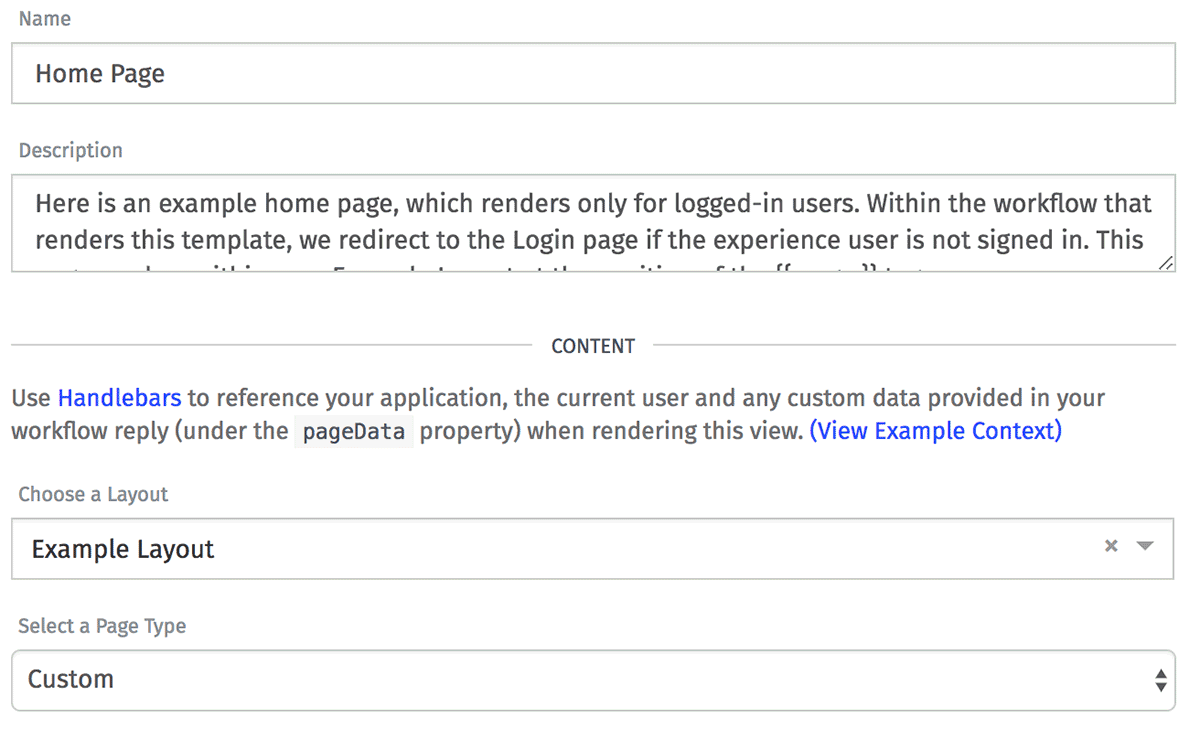 Name
Home Page
Description
Here is an example home page, which renders only for logged-in users. Within the workflow that
renders this template, we redirect to the Login page if the experience user is not signed in. This
CONTENT
Use Handlebars to reference your application, the current user and any custom data provided in your
workflow reply (under the pageData property) when rendering this view. (View Example Context)
Choose a Layout
Example Layout
Select a Page Type
Custom